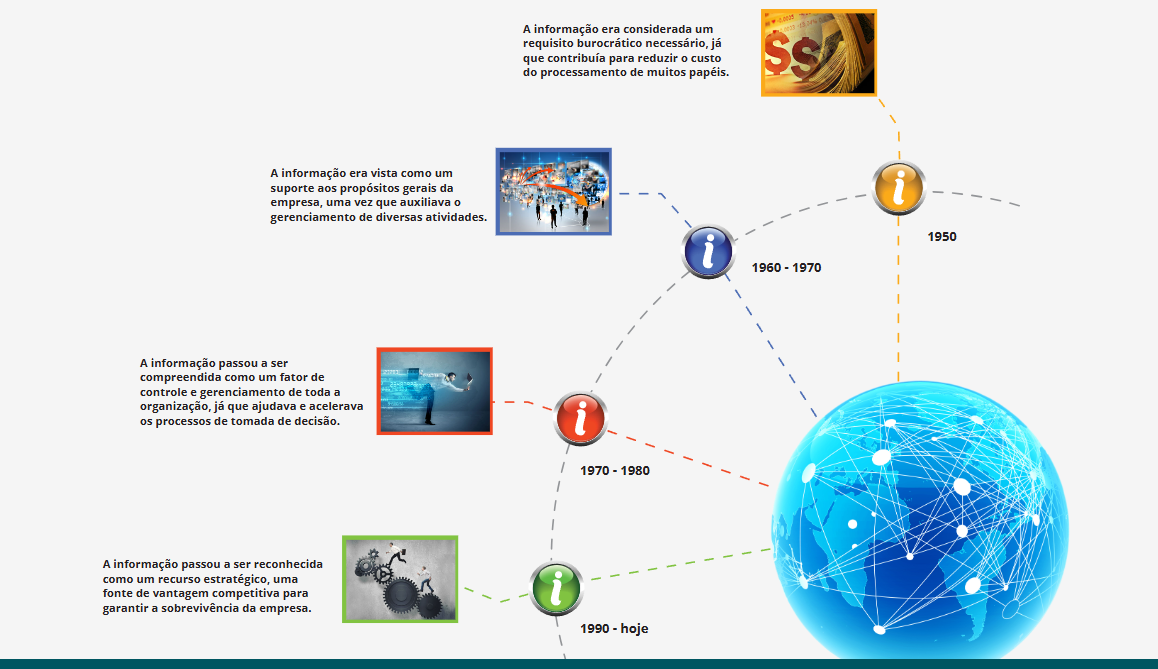 A informação era considerada um
requisito burocrático necessário, já
que contribuía para reduzir o custo
do processamento de muitos papéis.
1950
A informação era vista como um
suporte aos propósitos gerais da
empresa, uma vez que auxiliava o
gerenciamento de diversas atividades.
1960 - 1970
A informação passou a ser
compreendida como um fator de
controle e gerenciamento de toda a
organização, já que ajudava e acelerava
os processos de tomada de decisão.
1970 - 1980
A informação passou a ser reconhecida
como um recurso estratégico, uma
fonte de vantagem competitiva para
garantir a sobrevivência da empresa.
1990 - hoje